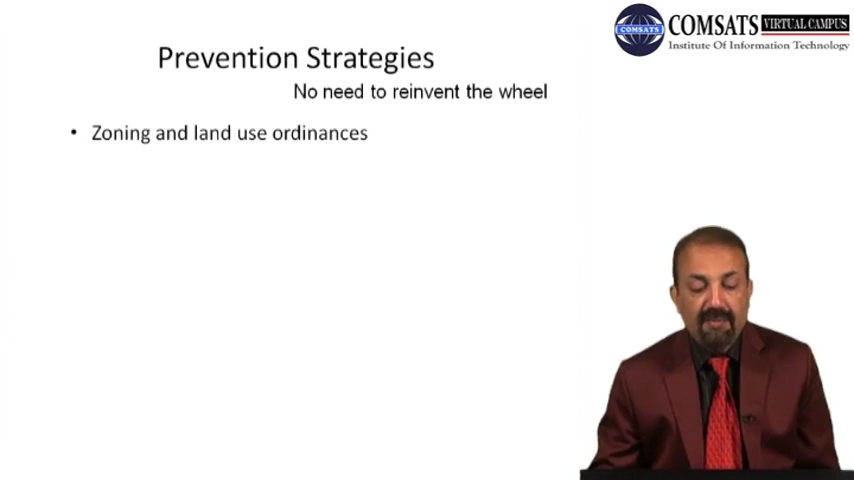 COMSATS VIRTUAL CAMPUS
COMSATS
Institute Of Information Technology
Prevention Strategies
No need to reinvent the wheel
• Zoning and land use ordinances